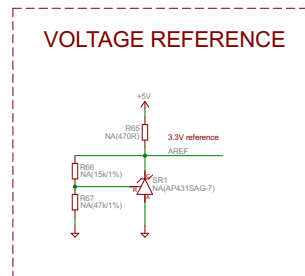 VOLTAGE REFERENCE
+5V
R65
NA(470R)
3.3V reference
AREF
R66
NA(15k/1%)
C
SR1
R
NA(AP431SAG-7)
A
R67
NA(47k/1%)